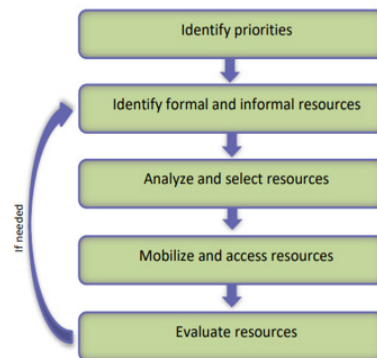 Identify priorities
Identify formal and informal resources
Analyze and select resources
Mobilize and access resources
Evaluate resources
If needed